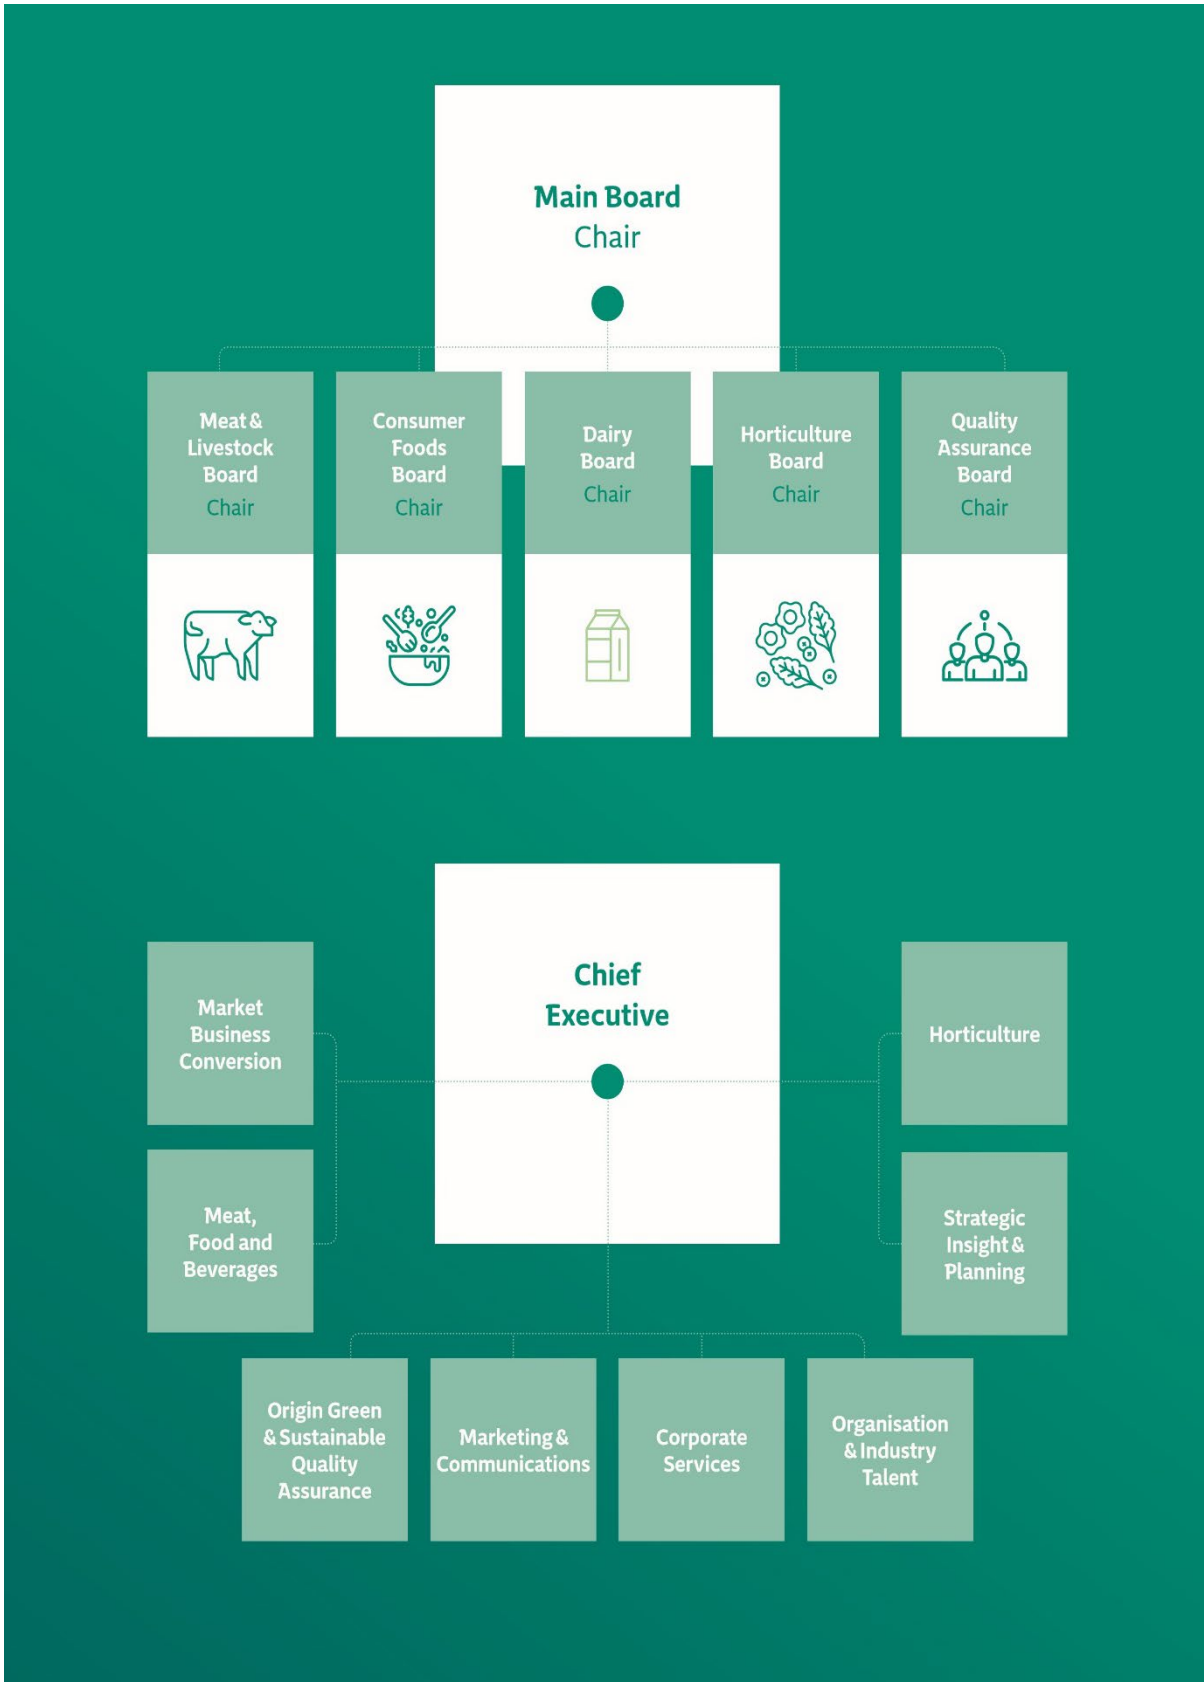 Main Board
Chair
Meat &
Livestock
Board
Chair
Consumer
Foods
Board
Chair
Dairy
Board
Chair
Horticulture
Board
Chair
Quality
Assurance
Board
Chair
Chief
Executive
Market
Business
Conversion
Horticulture
Meat,
Food and
Beverages
Strategic
Insight &
Planning
Origin Green
& Sustainable
Quality
Assurance
Marketing &
Communications
Corporate
Services
Organisation
& Industry
Talent